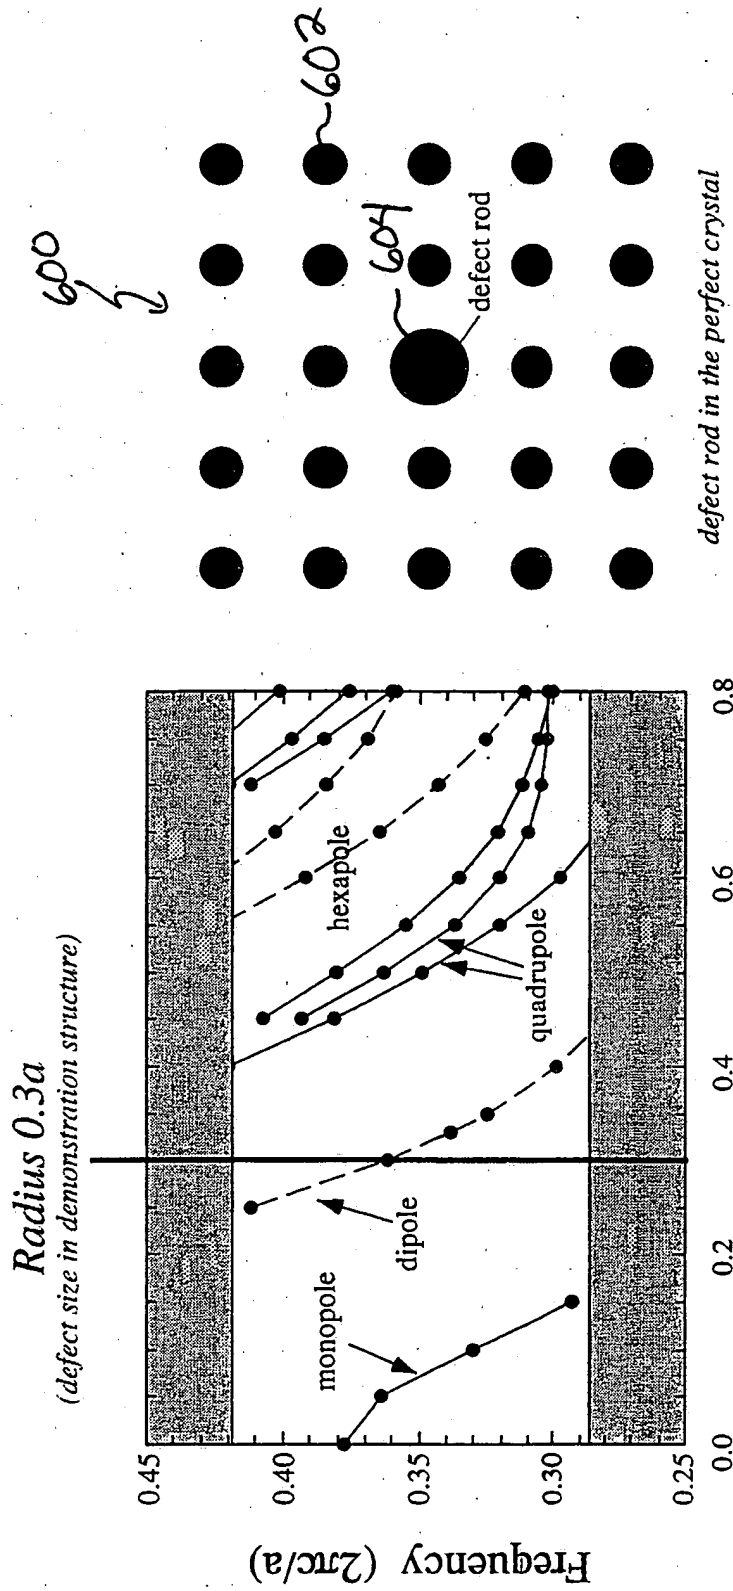 Radius 0.3a
(defect size in demonstration structure)
Frequency (2πc/a)
0.45
0.40
0.35
0.30
0.25
0.0
0.2
0.4
0.6
0.8
monopole
dipole
quadrupole
hexapole
600
602
604
defect rod
defect rod in the perfect crystal